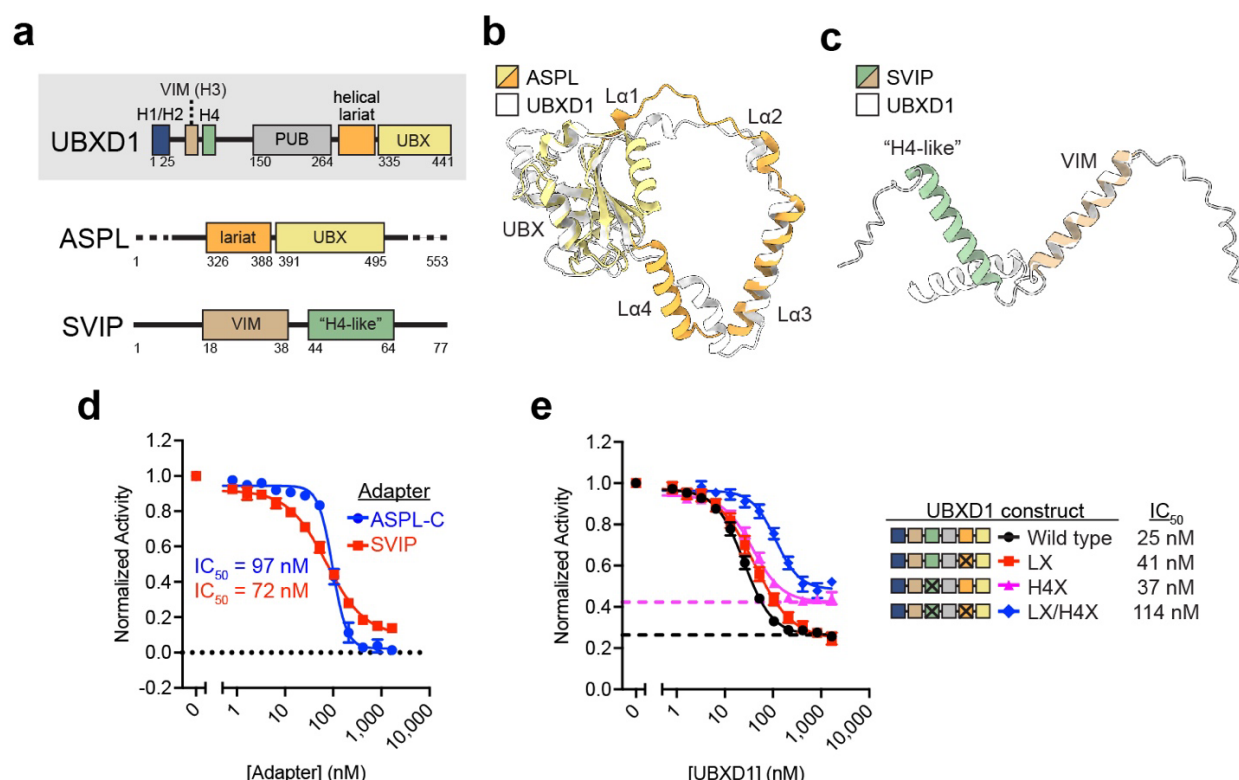 a
VIM (H3)
H1/H2
H4
helical
lariat
UBXD1
PUB
UBX
1 25
150
264
335
441
ASPL
lariat
UBX
1
326
388
391
495
553
SVIP
VIM
"H4-like"
1
18
38
44
64
77
b
ASPL
UBXD1
Lα1
Lα2
UBX
Lα4
Lα3
c
SVIP
UBXD1
"H4-like"
VIM
d
Normalized Activity
1.2
1.0
0.8
0.6
0.4
0.2
0.0
-0.2
Adapter
ASPL-C
SVIP
IC50 = 97 nM
IC50 = 72 nM
0
1
10
100
1,000
10,000
[Adapter] (nM)
e
Normalized Activity
1.2
1.0
0.8
0.6
0.4
0.2
0.0
0
1
10
100
1,000
10,000
[UBXD1] (nM)
UBXD1 construct IC50
Wild type 25 nM
LX 41 nM
H4X 37 nM
LX/H4X 114 nM